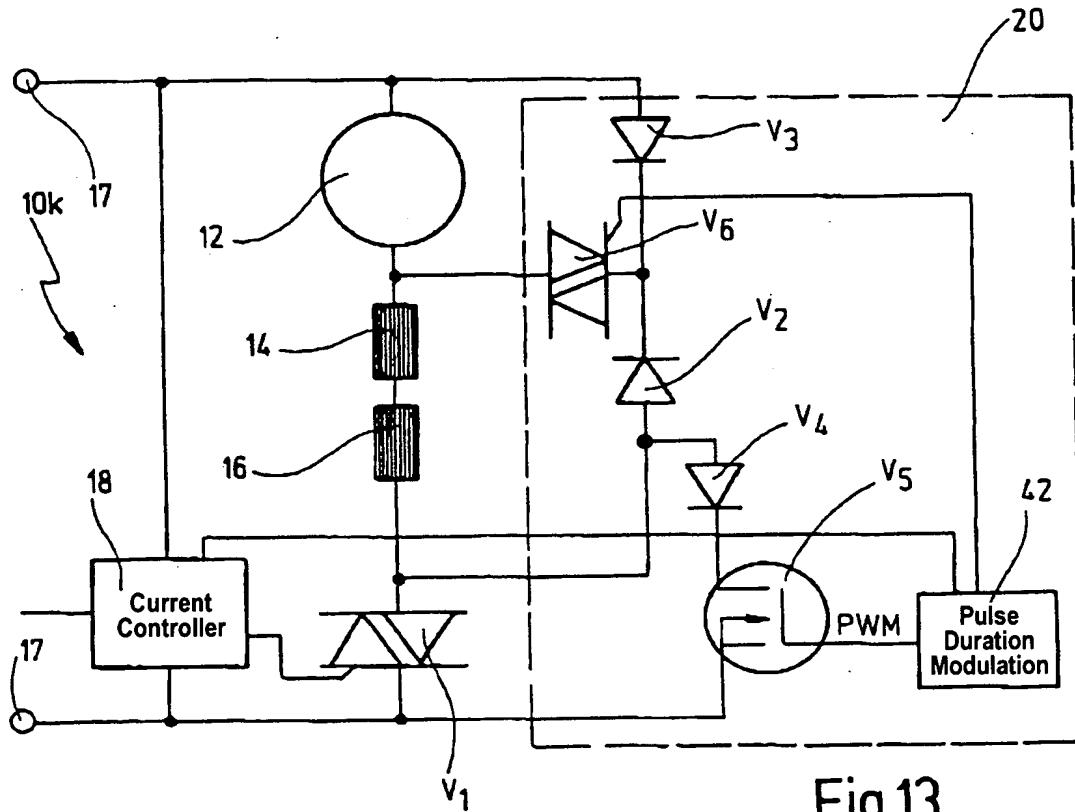 20
V3
17
10k
12
V6
V2
14
V4
16
V5
18
42
Current
Controller
PWM
Pulse
Duration
Modulation
17
V1
Fig.13